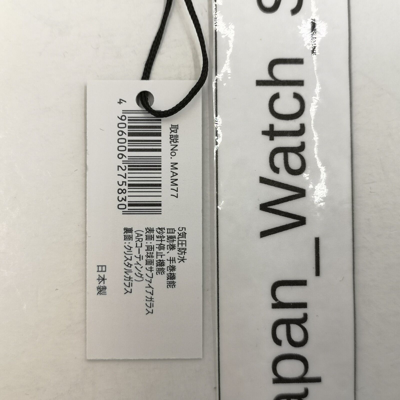 取説No. MAM77
4 906006 275830
5気圧防水
自動巻、手巻機能
秒針停止機能
表面:両球面サファイアガラス
(ARコーティング)
裏面:クリスタルガラス
日本製
apan_Watch